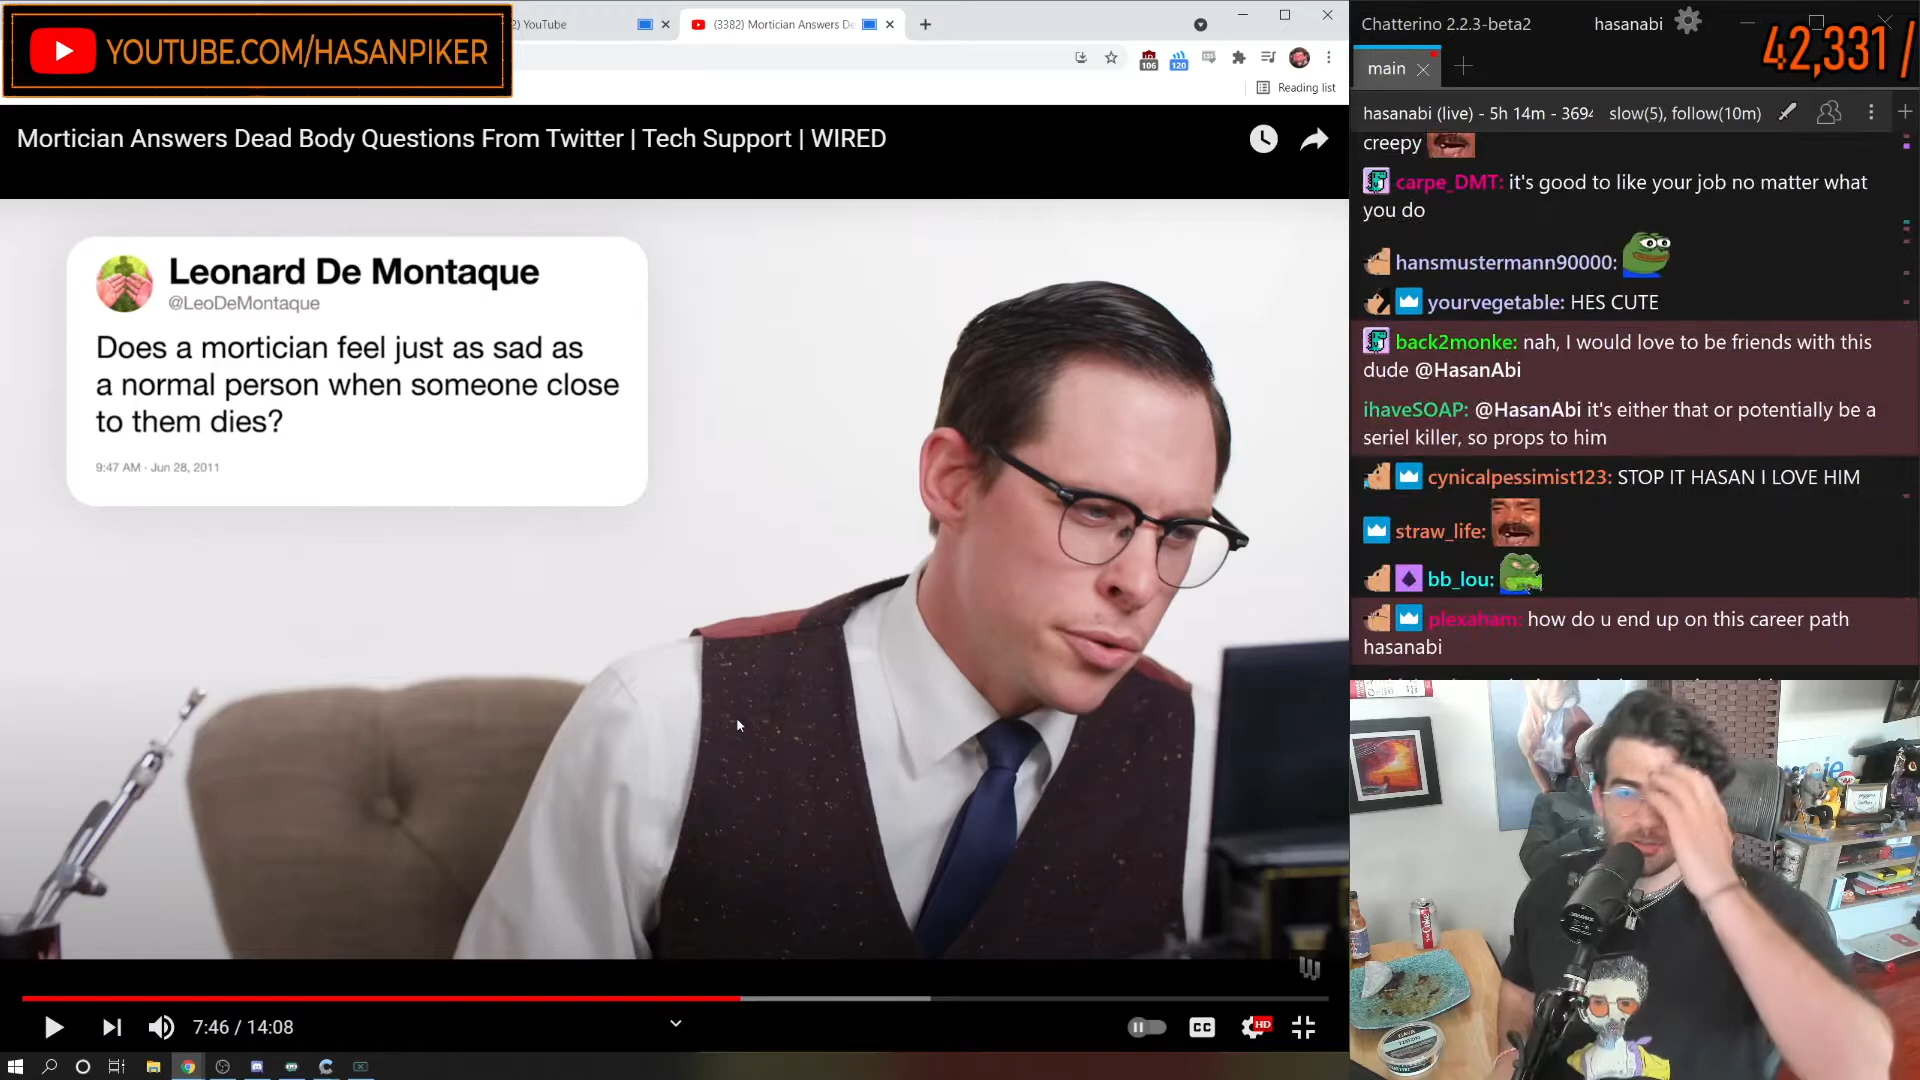 YOUTUBE.COM/HASANPIKER
YouTube
(3382) Mortician Answers De
106
120
Reading list
Mortician Answers Dead Body Questions From Twitter | Tech Support | WIRED
Leonard De Montaque
@LeoDeMontaque
Does a mortician feel just as sad as
a normal person when someone close
to them dies?
9:47 AM - Jun 28, 2011
7:46 / 14:08
CC
HD
Chatterino 2.2.3-beta2
hasanabi
42,331 /
main
hasanabi (live) - 5h 14m - 369
slow(5), follow(10m)
creepy
carpe_DMT: it's good to like your job no matter what
you do
hansmustermann90000:
yourvegetable: HES CUTE
back2monke: nah, I would love to be friends with this
dude @HasanAbi
ihaveSOAP: @HasanAbi it's either that or potentially be a
seriel killer, so props to him
cynicalpessimist123: STOP IT HASAN I LOVE HIM
straw_life:
bb_lou:
plexaham: how do u end up on this career path
hasanabi